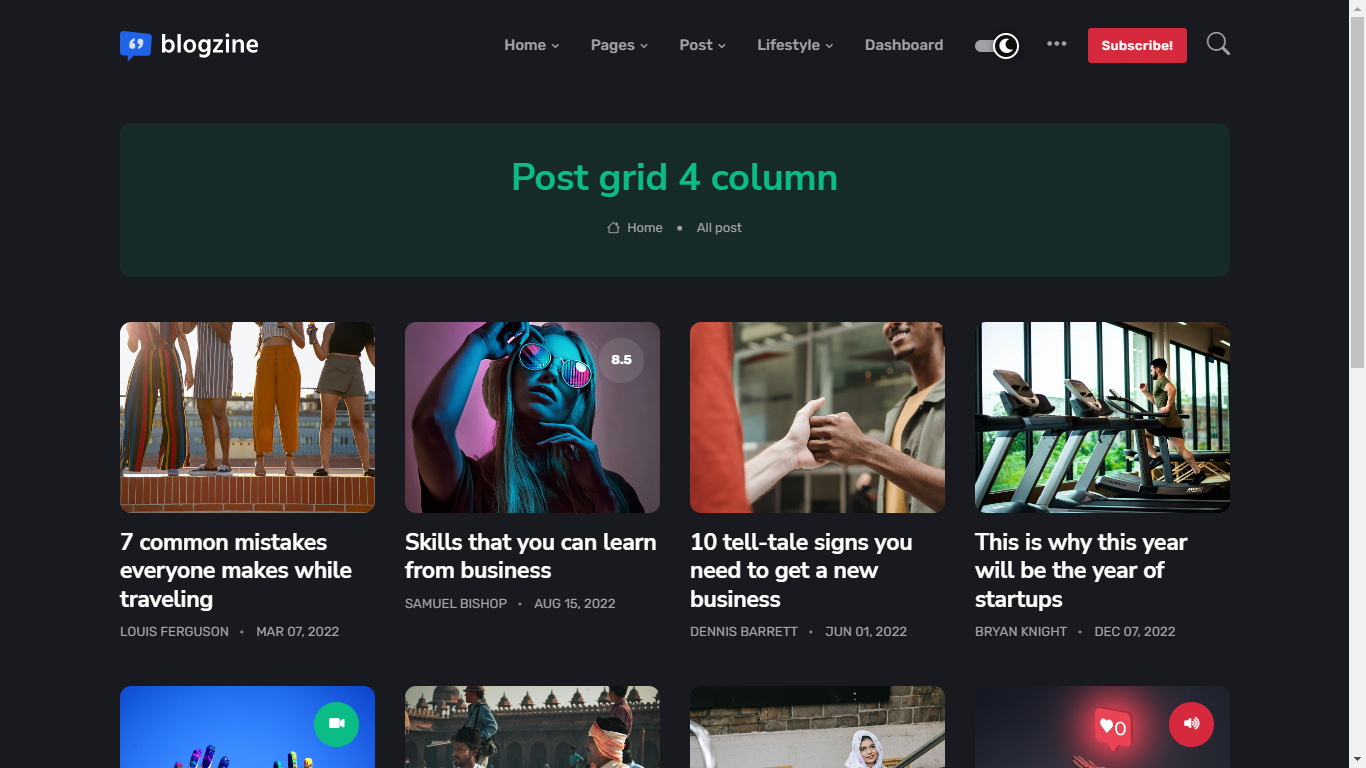 blogzine
Home Pages Post Lifestyle Dashboard Subscribe!
Post grid 4 column
Home • All post
8.5
7 common mistakes
everyone makes while
traveling
LOUIS FERGUSON • MAR 07, 2022
Skills that you can learn
from business
SAMUEL BISHOP • AUG 15, 2022
10 tell-tale signs you
need to get a new
business
DENNIS BARRETT • JUN 01, 2022
This is why this year
will be the year of
startups
BRYAN KNIGHT • DEC 07, 2022
0